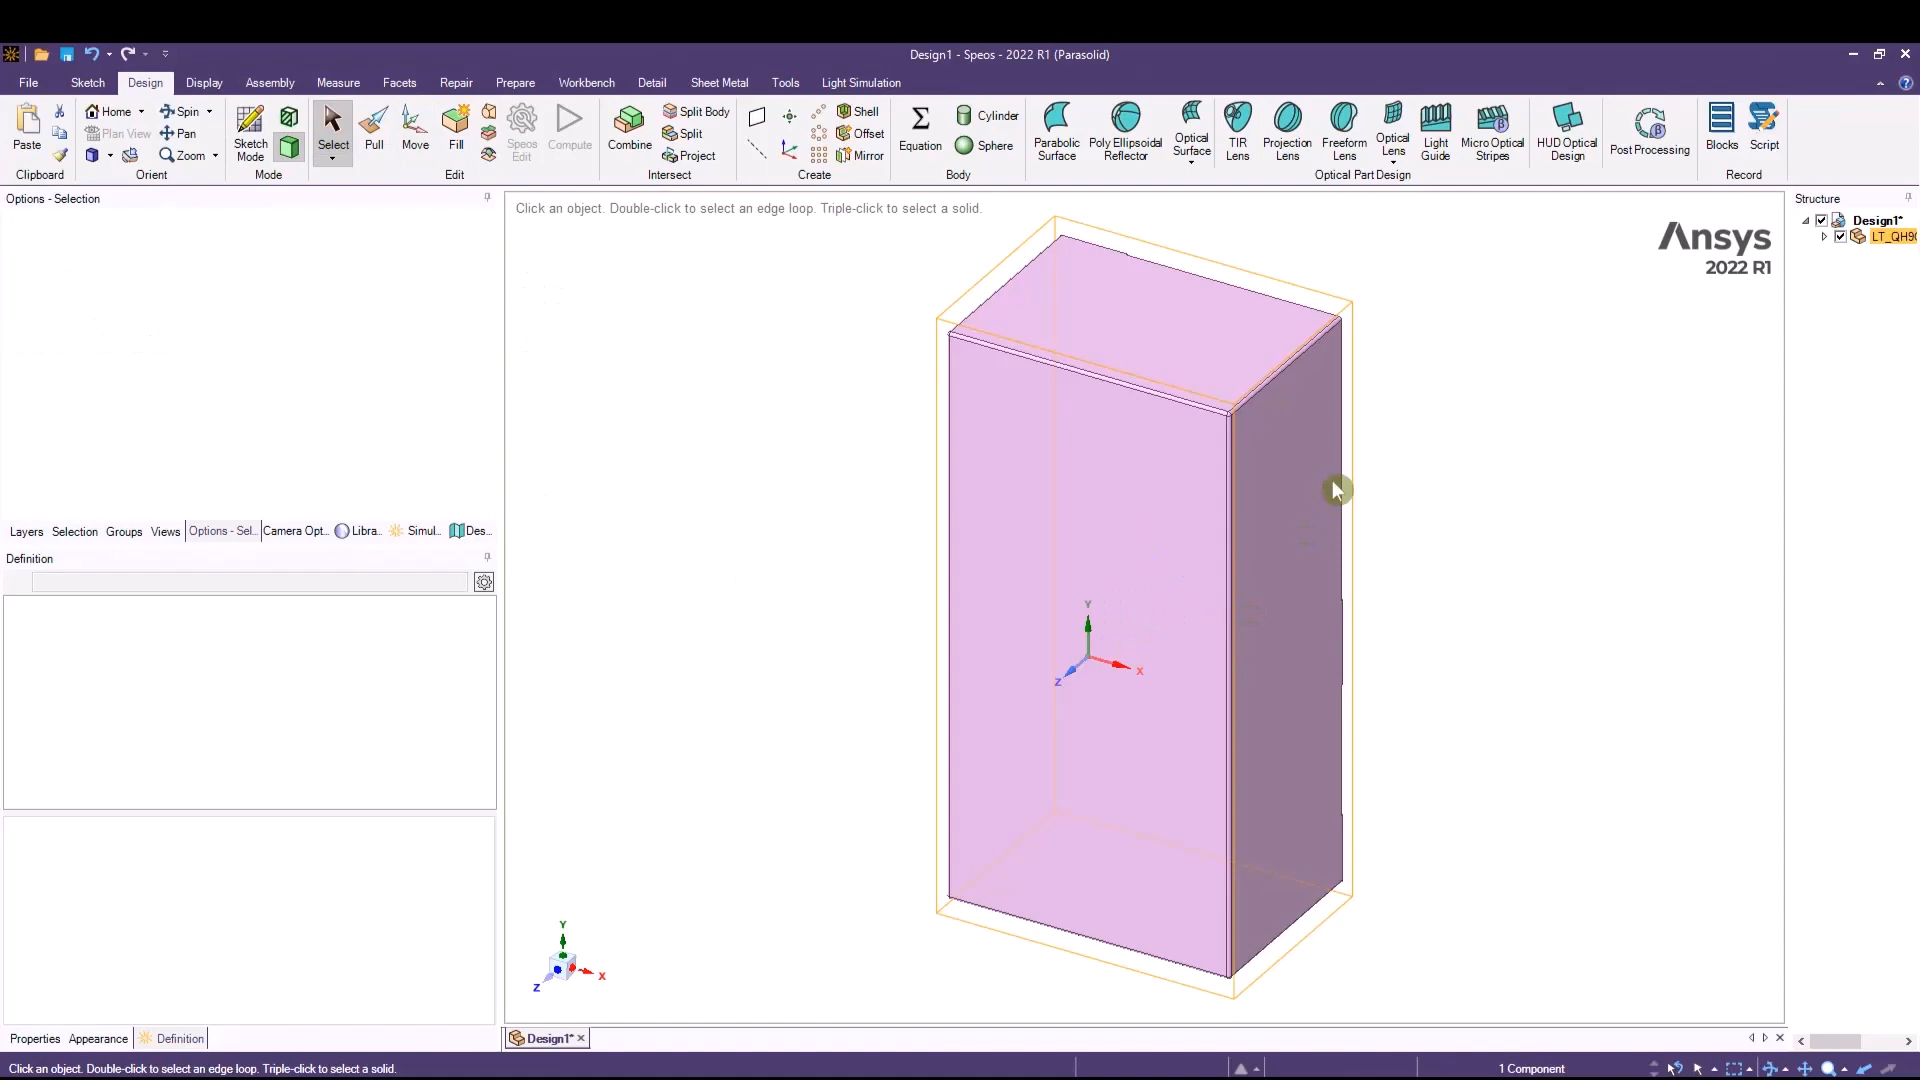 Design1 - Speos - 2022 R1 (Parasolid)
File Sketch Design Display Assembly Measure Facets Repair Prepare Workbench Detail Sheet Metal Tools Light Simulation
Paste
Clipboard
Home
Plan View
Spin
Pan
Zoom
Orient
Sketch Mode
Mode
Select
Pull
Move
Fill
Speos Edit
Compute
Edit
Combine
Split Body
Split
Project
Intersect
Shell
Offset
Mirror
Create
Equation
Cylinder
Sphere
Body
Parabolic Surface
Poly Ellipsoidal Reflector
Optical Surface
TIR Lens
Projection Lens
Freeform Lens
Optical Lens
Light Guide
Micro Optical Stripes
HUD Optical Design
Post Processing
Optical Part Design
Blocks
Script
Record
Options - Selection
Click an object. Double-click to select an edge loop. Triple-click to select a solid.
Ansys
2022 R1
Structure
Design1*
LT_QH90
Y
X
Z
Layers Selection Groups Views Options - Sel... Camera Opt... Libra... Simul... Des...
Definition
Y
X
Z
Properties Appearance Definition
Design1*
Click an object. Double-click to select an edge loop. Triple-click to select a solid.
1 Component